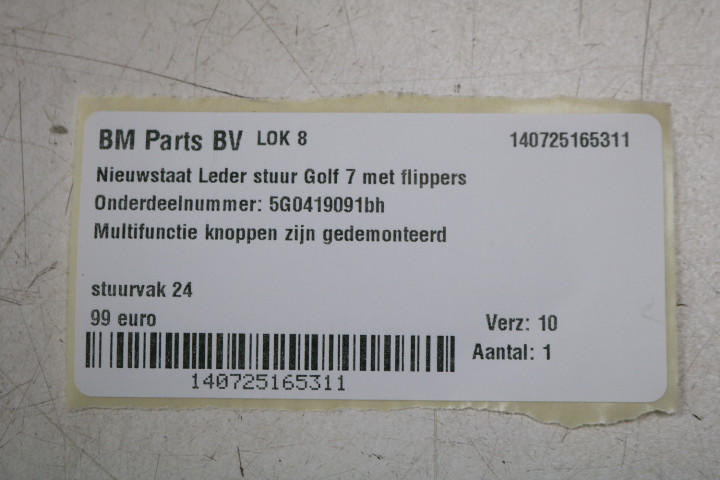 BM Parts BV LOK 8 140725165311
Nieuwstaat Leder stuur Golf 7 met flippers
Onderdeelnummer: 5G0419091bh
Multifunctie knoppen zijn gedemonteerd
stuurvak 24
99 euro Verz: 10
Aantal: 1
140725165311